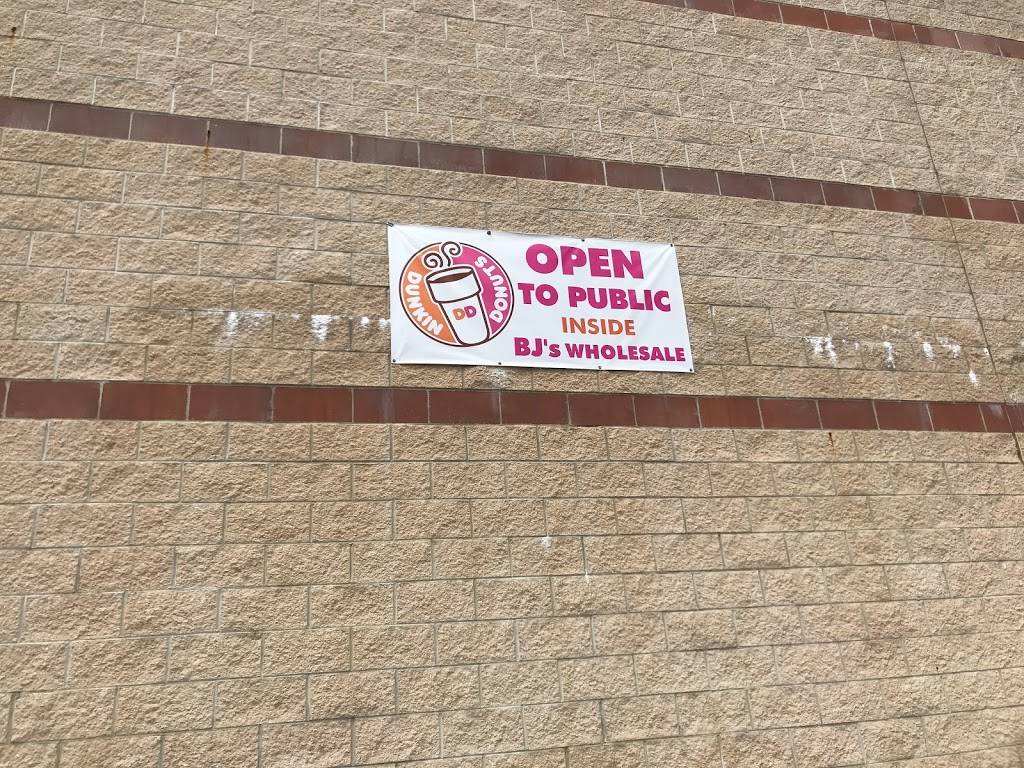 DUNKIN
DONUTS
DD
OPEN
TO PUBLIC
INSIDE
BJ's WHOLESALE